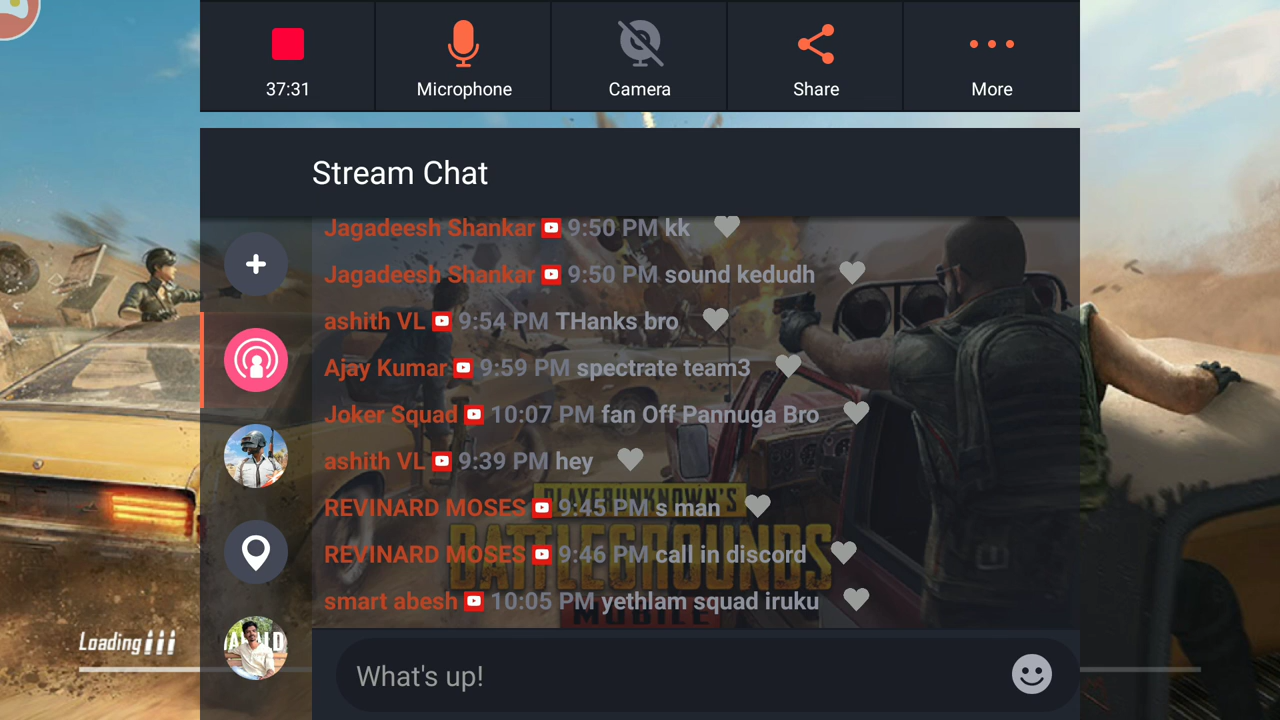 37:31
Microphone
Camera
Share
More
Stream Chat
Jagadeesh Shankar 9:50 PM kk
Jagadeesh Shankar 9:50 PM sound kedudh
ashith VL 9:54 PM THanks bro
Ajay Kumar 9:59 PM spectrate team3
Joker Squad 10:07 PM fan Off Pannuga Bro
ashith VL 9:39 PM hey
REVINARD MOSES 9:45 PM s man
REVINARD MOSES 9:46 PM call in discord
smart abesh 10:05 PM yethlam squad iruku
PLAYERUNKNOWN'S
BATTLEGROUNDS
MOBILE
Loading
What's up!